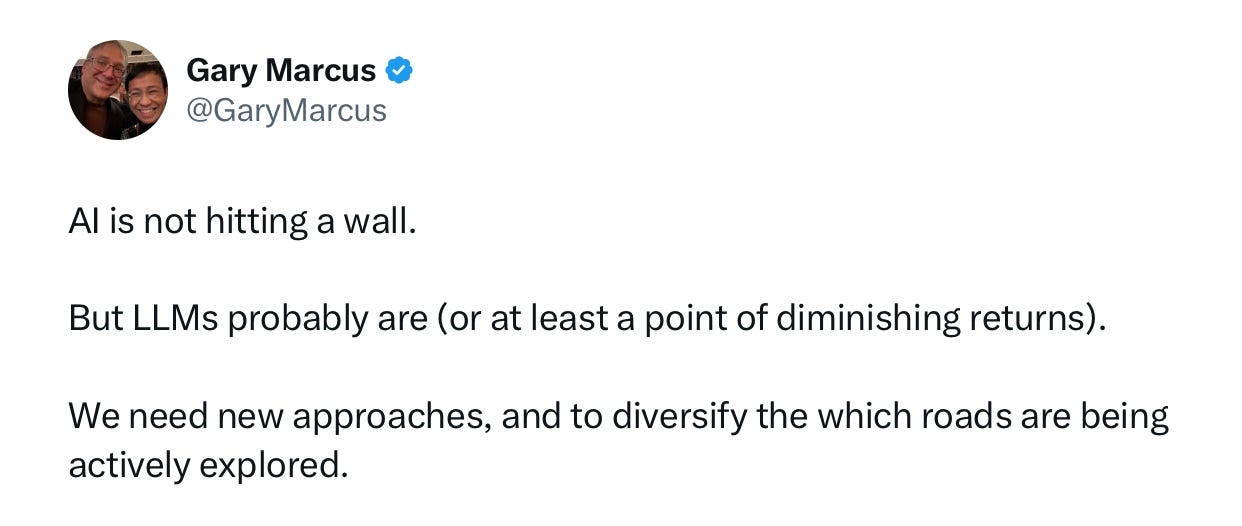 Gary Marcus
@GaryMarcus
AI is not hitting a wall.
But LLMs probably are (or at least a point of diminishing returns).
We need new approaches, and to diversify the which roads are being
actively explored.